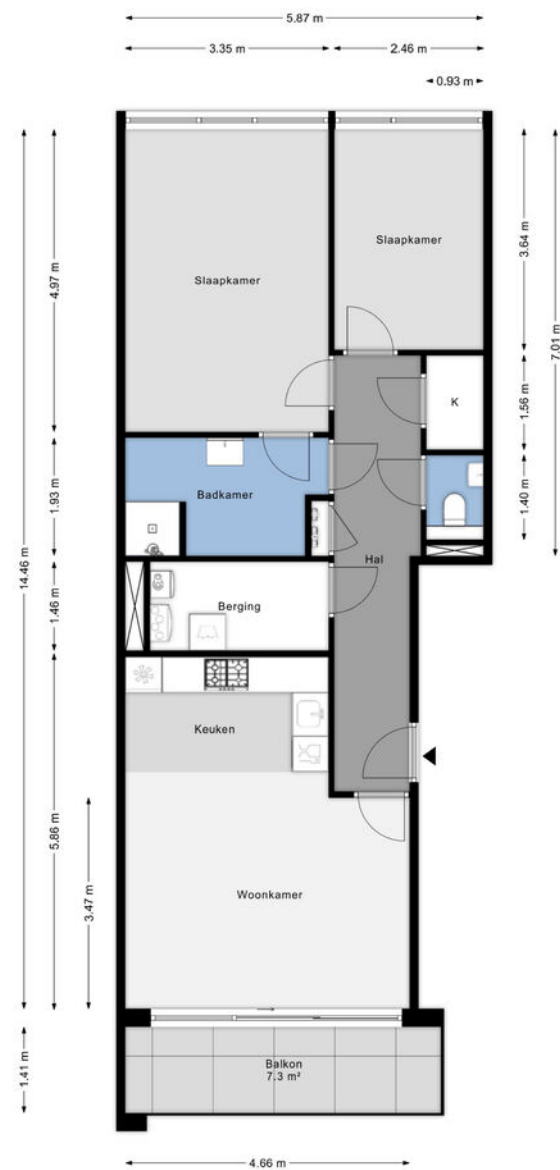 5.87 m
3.35 m
2.46 m
0.93 m
Slaapkamer
Slaapkamer
4.97 m
3.64 m
7.01 m
K
1.56 m
Badkamer
1.93 m
1.40 m
14.46 m
Hal
Berging
1.46 m
Keuken
5.86 m
Woonkamer
3.47 m
Balkon
7.3 m²
1.41 m
4.66 m